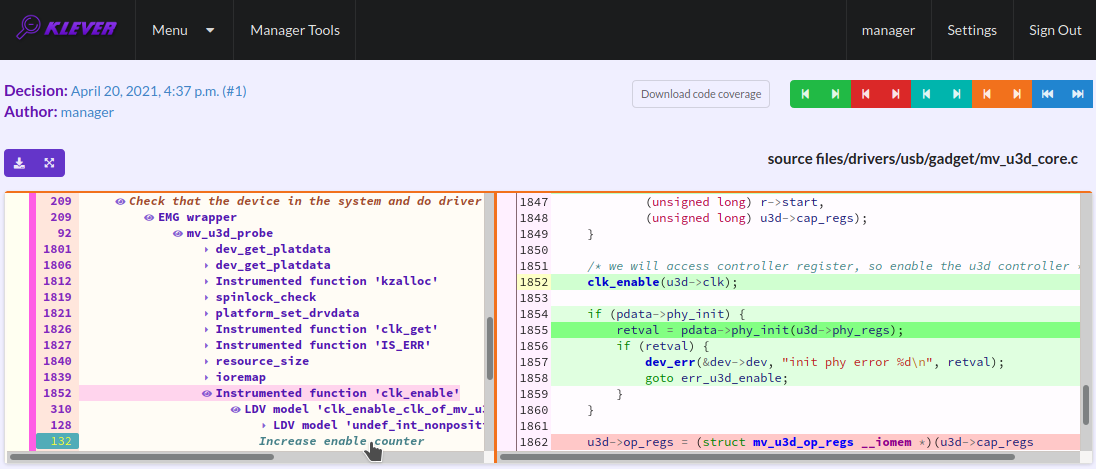 KLEVER
Menu
Manager Tools
manager
Settings
Sign Out
Decision: April 20, 2021, 4:37 p.m. (#1)
Author: manager
Download code coverage
source files/drivers/usb/gadget/mv_u3d_core.c
209 Check that the device in the system and do driver
209 EMG wrapper
92 mv_u3d_probe
1801 dev_get_platdata
1806 dev_get_platdata
1812 Instrumented function 'kzalloc'
1819 spinlock_check
1821 platform_set_drvdata
1826 Instrumented function 'clk_get'
1827 Instrumented function 'IS_ERR'
1840 resource_size
1839 ioremap
1852 Instrumented function 'clk_enable'
310 LDV model 'clk_enable_clk_of_mv_u3
128 LDV model 'undef_int_nonposit
132 Increase enable counter
1847 (unsigned long) r->start,
1848 (unsigned long) u3d->cap_regs);
1849 }
1850
1851 /* we will access controller register, so enable the u3d controller
1852 clk_enable(u3d->clk);
1853
1854 if (pdata->phy_init) {
1855 retval = pdata->phy_init(u3d->phy_regs);
1856 if (retval) {
1857 dev_err(&dev->dev, "init phy error %d\n", retval);
1858 goto err_u3d_enable;
1859 }
1860 }
1861
1862 u3d->op_regs = (struct mv_u3d_op_regs __iomem *)(u3d->cap_regs